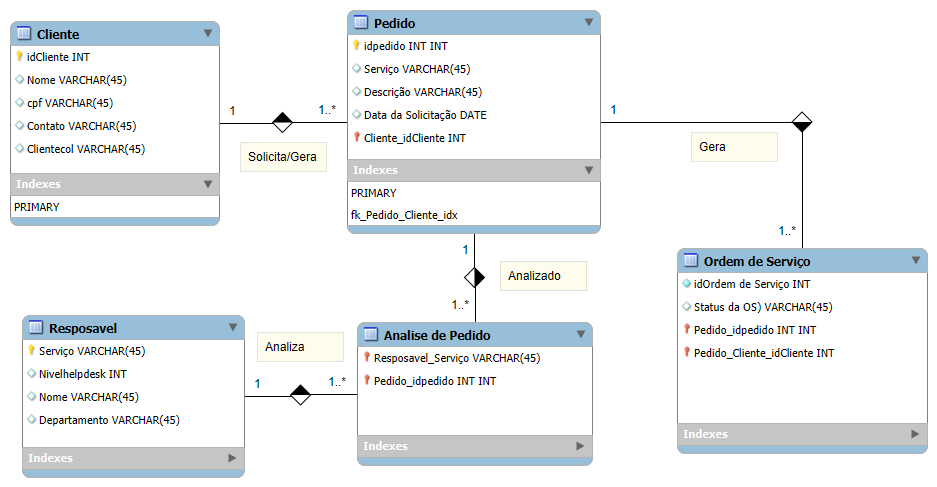 Cliente
idCliente INT
Nome VARCHAR(45)
cpf VARCHAR(45)
Contato VARCHAR(45)
Clientecol VARCHAR(45)
Indexes
PRIMARY
1
1..*
Solicita/Gera
Pedido
idpedido INT INT
Serviço VARCHAR(45)
Descrição VARCHAR(45)
Data da Solicitação DATE
Cliente_idCliente INT
Indexes
PRIMARY
fk_Pedido_Cliente_idx
1
Gera
1..*
1
Analizado
1..*
Ordem de Serviço
idOrdem de Serviço INT
Status da OS) VARCHAR(45)
Pedido_idpedido INT INT
Pedido_Cliente_idCliente INT
Indexes
Resposavel
Serviço VARCHAR(45)
Nivelhelpdesk INT
Nome VARCHAR(45)
Departamento VARCHAR(45)
Indexes
Analiza
1
1..*
Analise de Pedido
Resposavel_Serviço VARCHAR(45)
Pedido_idpedido INT INT
Indexes